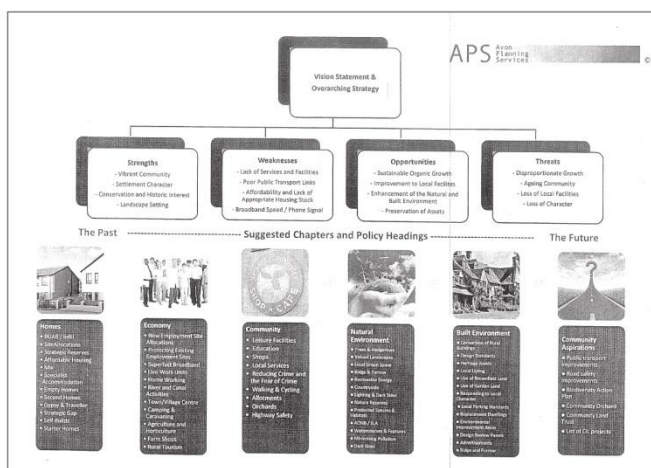 APS Avon
Planning
Services ©
Vision Statement &
Overarching Strategy
Strengths
- Vibrant Community
- Settlement Character
- Conservation and Historic Interest
- Landscape Setting
Weaknesses
- Lack of Services and Facilities
- Poor Public Transport Links
- Affordability and Lack of
Appropriate Housing Stock
- Broadband Speed / Phone Signal
Opportunities
- Sustainable Organic Growth
- Improvement to Local Facilites
- Enhancement of the Natural and
Built Environment
- Preservation of Assets
Threats
- Disproportionate Growth
- Ageing Community
- Loss of Local Facilities
- Loss of Character
The Past
Suggested Chapters and Policy Headings
The Future
Homes
• BUAB / Infill
• Site Allocations
• Strategic Reserves
• Affordable Housing
• Mix
• Specialist
Accommodation
• Empty Homes
• Second Homes
• Gypsy & Traveller
• Strategic Gap
• Self-Builds
• Starter Homes
Economy
• New Employment Site
Allocations
• Promoting Existing
Employment Sites
• Superfast Broadband
• Live Work Units
• Home Working
• River and Canal
Activities
• Town/Village Centre
• Camping &
Caravaning
• Agriculture and
Horticulture
• Farm Shops
• Rural Tourism
Community
• Leisure Facilities
• Education
• Shops
• Local Services
• Reducing Crime and
the Fear of Crime
• Walking & Cycling
• Allotments
• Orchards
• Highway Safety
Natural
Environment
• Trees & Hedgerows
• Valued Landscapes
• Local Green Space
• Ridge & Furrow
• Renewable Energy
• Countryside
• Lighting & Dark Skies
• Nature Reserves
• Protected Species &
Habitats
• AONB / SLA
• Watercourses & Features
• Minimising Pollution
• Dark Skies
Built Environment
• Conversion of Rural
Buildings
• Design Standards
• Heritage Assets
• Local Listing
• Use of Brownfield Land
• Use of Garden Land
• Responding to Local
Character
• Local Parking Standards
• Replacement Dwellings
• Environmental
Improvement Areas
• Design Review Panels
• Advertisements
• Ridge and Furrow
Community
Aspirations
• Public transport
improvements
• Road safety
improvements
• Biodiversity Action
Plan
• Community Orchard
• Community Land
Trust
• List of CIL projects